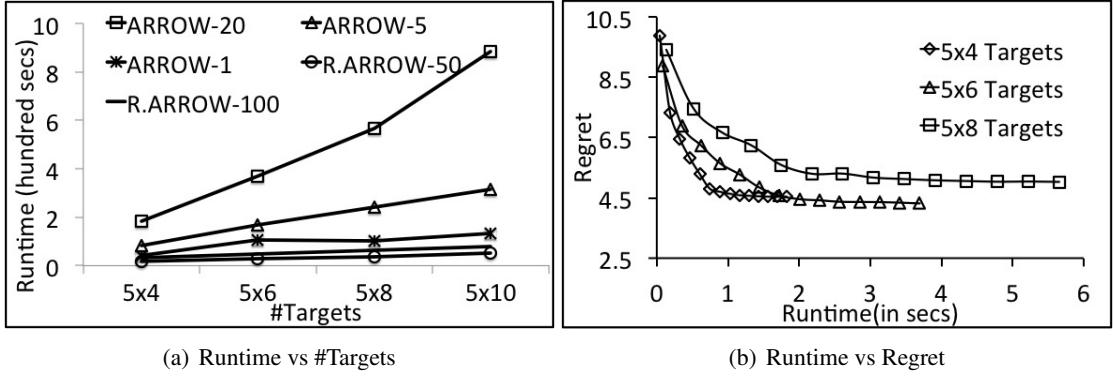 10
8
6
4
2
0
Runtime (hundred secs)
ARROW-20
ARROW-5
ARROW-1
R.ARROW-50
R.ARROW-100
5x4
5x6
5x8
5x10
#Targets
(a) Runtime vs #Targets
10.5
8.5
6.5
4.5
2.5
Regret
5x4 Targets
5x6 Targets
5x8 Targets
0
1
2
3
4
5
6
Runtime(in secs)
(b) Runtime vs Regret